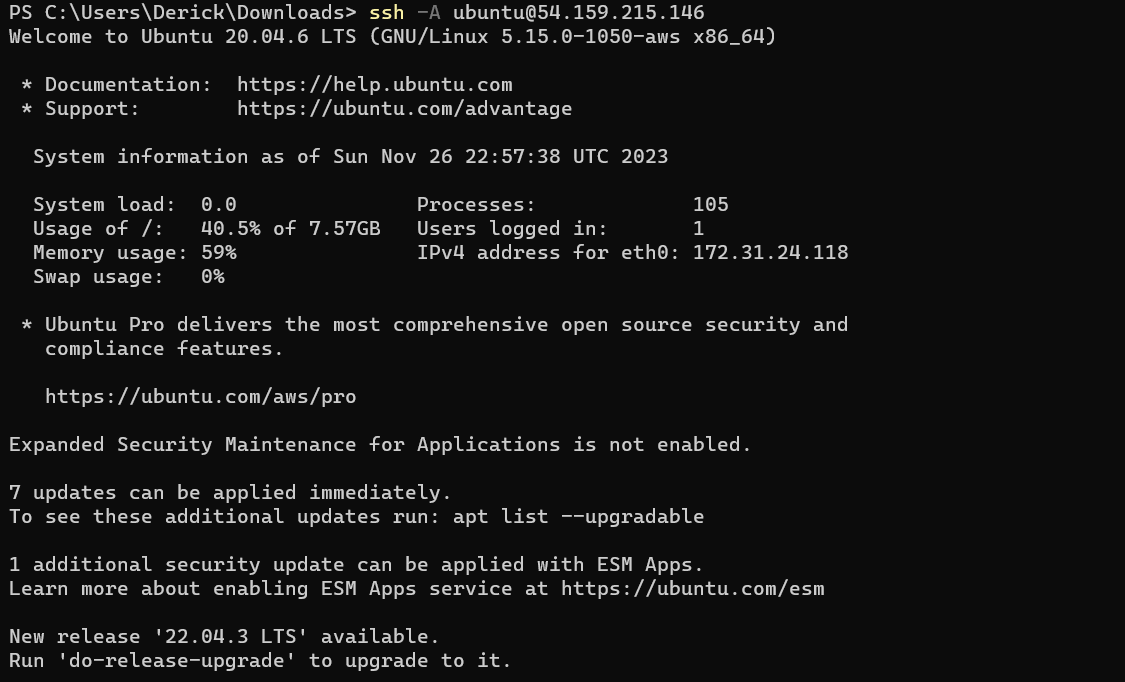 PS C:\Users\Derick\Downloads> ssh -A ubuntu@54.159.215.146
Welcome to Ubuntu 20.04.6 LTS (GNU/Linux 5.15.0-1050-aws x86_64)
* Documentation:  https://help.ubuntu.com
* Support:        https://ubuntu.com/advantage
System information as of Sun Nov 26 22:57:38 UTC 2023
System load:  0.0               Processes:             105
Usage of /:   40.5% of 7.57GB   Users logged in:       1
Memory usage: 59%               IPv4 address for eth0: 172.31.24.118
Swap usage:   0%
* Ubuntu Pro delivers the most comprehensive open source security and
compliance features.
https://ubuntu.com/aws/pro
Expanded Security Maintenance for Applications is not enabled.
7 updates can be applied immediately.
To see these additional updates run: apt list --upgradable
1 additional security update can be applied with ESM Apps.
Learn more about enabling ESM Apps service at https://ubuntu.com/esm
New release '22.04.3 LTS' available.
Run 'do-release-upgrade' to upgrade to it.